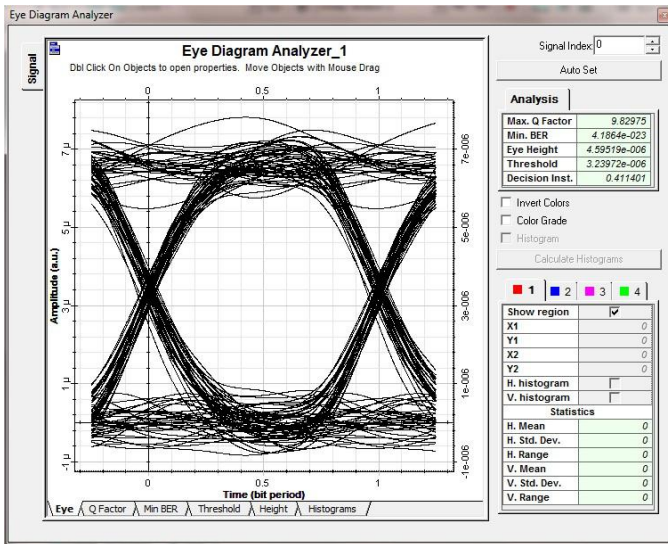 Eye Diagram Analyzer
Signal
Eye Diagram Analyzer_1
Dbl Click On Objects to open properties. Move Objects with Mouse Drag
0 0.5 1
7 µ
5 µ
3 µ
1 µ
-1 µ
Amplitude (a.u.)
7e-006
5e-006
3e-006
1e-006
-1e-006
0 0.5 1
Time (bit period)
Eye Q Factor Min BER Threshold Height Histograms
Signal Index: 0
Auto Set
Analysis
Max. Q Factor 9.82975
Min. BER 4.1864e-023
Eye Height 4.59519e-006
Threshold 3.23972e-006
Decision Inst. 0.411401
Invert Colors
Color Grade
Histogram
Calculate Histograms
1 2 3 4
Show region
X1 0
Y1 0
X2 0
Y2 0
H. histogram
V. histogram
Statistics
H. Mean 0
H. Std. Dev. 0
H. Range 0
V. Mean 0
V. Std. Dev. 0
V. Range 0